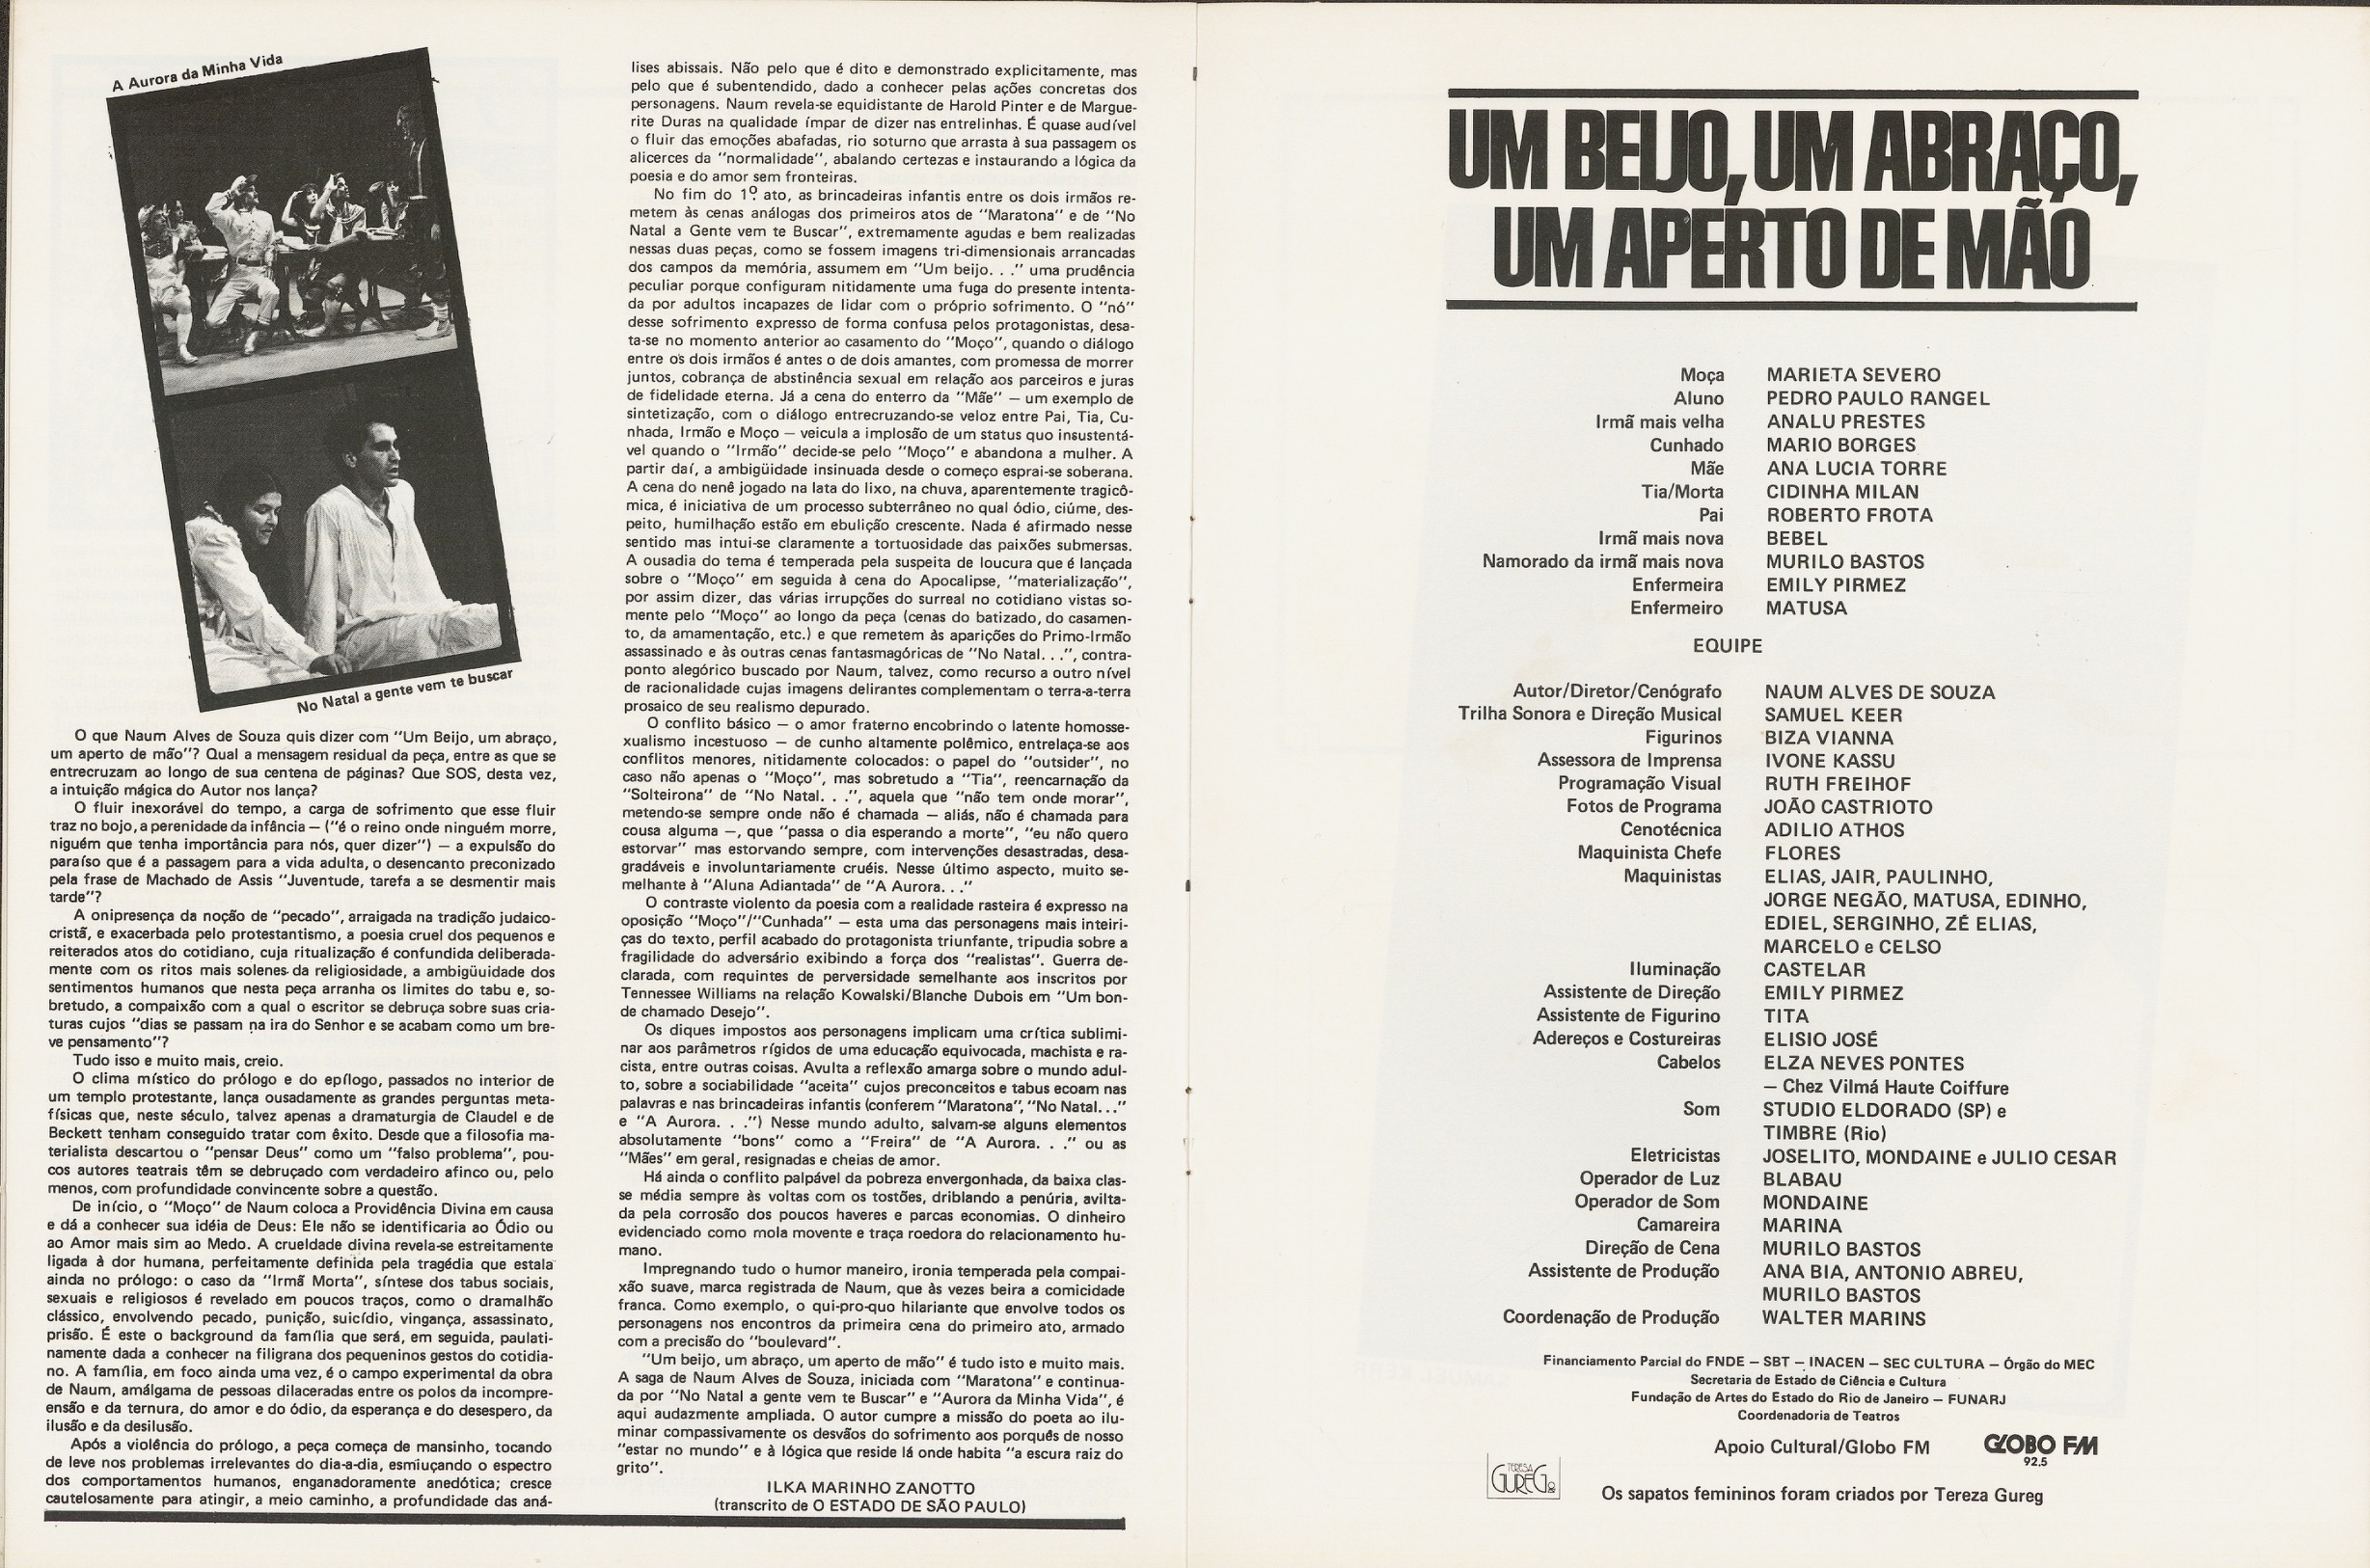 A Aurora da Minha Vida
No Natal a gente vem te buscar
O que Naum Alves de Souza quis dizer com “Um Beijo, um abraço,
um aperto de mão”? Qual a mensagem residual da peça, entre as que se
entrecruzam ao longo de sua centena de páginas? Que SOS, desta vez,
a intuição mágica do Autor nos lança?
O fluir inexorável do tempo, a carga de sofrimento que esse fluir
traz no bojo, a perenidade da infância — (“é o reino onde ninguém morre,
niguém que tenha importância para nós, quer dizer”) — a expulsão do
paraíso que é a passagem para a vida adulta, o desencanto preconizado
pela frase de Machado de Assis “Juventude, tarefa a se desmentir mais
tarde”?
A onipresença da noção de “pecado”, arraigada na tradição judaico-
cristã, e exacerbada pelo protestantismo, a poesia cruel dos pequenos e
reiterados atos do cotidiano, cuja ritualização é confundida deliberada-
mente com os ritos mais solenes da religiosidade, a ambigüuidade dos
sentimentos humanos que nesta peça arranha os limites do tabu e, so-
bretudo, a compaixão com a qual o escritor se debruça sobre suas cria-
turas cujos “dias se passam na ira do Senhor e se acabam como um bre-
ve pensamento”?
Tudo isso e muito mais, creio.
O clima místico do prólogo e do epílogo, passados no interior de
um templo protestante, lança ousadamente as grandes perguntas meta-
físicas que, neste século, talvez apenas a dramaturgia de Claudel e de
Beckett tenham conseguido tratar com êxito. Desde que a filosofia ma-
terialista descartou o “pensar Deus” como um “falso problema”, pou-
cos autores teatrais têm se debruçado com verdadeiro afinco ou, pelo
menos, com profundidade convincente sobre a questão.
De início, o “Moço” de Naum coloca a Providência Divina em causa
e dá a conhecer sua idéia de Deus: Ele não se identificaria ao Ódio ou
ao Amor mais sim ao Medo. A crueldade divina revela-se estreitamente
ligada à dor humana, perfeitamente definida pela tragédia que estala
ainda no prólogo: o caso da “Irmã Morta”, síntese dos tabus sociais,
sexuais e religiosos é revelado em poucos traços, como o dramalhão
clássico, envolvendo pecado, punição, suicídio, vingança, assassinato,
prisão. É este o background da família que será, em seguida, paulati-
namente dada a conhecer na filigrana dos pequeninos gestos do cotidia-
no. A família, em foco ainda uma vez, é o campo experimental da obra
de Naum, amálgama de pessoas dilaceradas entre os polos da incompre-
ensão e da ternura, do amor e do ódio, da esperança e do desespero, da
ilusão e da desilusão.
Após a violência do prólogo, a peça começa de mansinho, tocando
de leve nos problemas irrelevantes do dia-a-dia, esmiuçando o espectro
dos comportamentos humanos, enganadoramente anedótica; cresce
cautelosamente para atingir, a meio caminho, a profundidade das aná-
lises abissais. Não pelo que é dito e demonstrado explicitamente, mas
pelo que é subentendido, dado a conhecer pelas ações concretas dos
personagens. Naum revela-se equidistante de Harold Pinter e de Margue-
rite Duras na qualidade ímpar de dizer nas entrelinhas. É quase audível
o fluir das emoções abafadas, rio soturno que arrasta à sua passagem os
alicerces da “normalidade”, abalando certezas e instaurando a lógica da
poesia e do amor sem fronteiras.
No fim do 1º ato, as brincadeiras infantis entre os dois irmãos re-
metem às cenas análogas dos primeiros atos de “Maratona” e de “No
Natal a Gente vem te Buscar”, extremamente agudas e bem realizadas
nessas duas peças, como se fossem imagens tri-dimensionais arrancadas
dos campos da memória, assumem em “Um beijo. . .” uma prudência
peculiar porque configuram nitidamente uma fuga do presente intenta-
da por adultos incapazes de lidar com o próprio sofrimento. O “nó”
desse sofrimento expresso de forma confusa pelos protagonistas, desa-
ta-se no momento anterior ao casamento do “Moço”, quando o diálogo
entre os dois irmãos é antes o de dois amantes, com promessa de morrer
juntos, cobrança de abstinência sexual em relação aos parceiros e juras
de fidelidade eterna. Já a cena do enterro da “Mãe” — um exemplo de
sintetização, com o diálogo entrecruzando-se veloz entre Pai, Tia, Cu-
nhada, Irmão e Moço — veicula a implosão de um status quo insustentá-
vel quando o “Irmão” decide-se pelo “Moço” e abandona a mulher. A
partir daí, a ambigüidade insinuada desde o começo esprai-se soberana.
A cena do nenê jogado na lata do lixo, na chuva, aparentemente tragicô-
mica, é iniciativa de um processo subterrâneo no qual ódio, ciúme, des-
peito, humilhação estão em ebulição crescente. Nada é afirmado nesse
sentido mas intui-se claramente a tortuosidade das paixões submersas.
A ousadia do tema é temperada pela suspeita de loucura que é lançada
sobre o “Moço” em seguida à cena do Apocalipse, “materialização”,
por assim dizer, das várias irrupções do surreal no cotidiano vistas so-
mente pelo “Moço” ao longo da peça (cenas do batizado, do casamen-
to, da amamentação, etc.) e que remetem às aparições do Primo-Irmão
assassinado e às outras cenas fantasmagóricas de “No Natal. . .”, contra-
ponto alegórico buscado por Naum, talvez, como recurso a outro nível
de racionalidade cujas imagens delirantes complementam o terra-a-terra
prosaico de seu realismo depurado.
O conflito básico — o amor fraterno encobrindo o latente homosse-
xualismo incestuoso — de cunho altamente polêmico, entrelaça-se aos
conflitos menores, nitidamente colocados: o papel do “outsider”, no
caso não apenas o “Moço”, mas sobretudo a “Tia”, reencarnação da
“Solteirona” de “No Natal. . .”, aquela que “não tem onde morar”,
metendo-se sempre onde não é chamada — aliás, não é chamada para
cousa alguma —, que “passa o dia esperando a morte”, “eu não quero
estorvar” mas estorvando sempre, com intervenções desastradas, desa-
gradáveis e involuntariamente cruéis. Nesse último aspecto, muito se-
melhante à “Aluna Adiantada” de “A Aurora. . .”
O contraste violento da poesia com a realidade rasteira é expresso na
oposição “Moço”/“Cunhada” — esta uma das personagens mais inteiri-
ças do texto, perfil acabado do protagonista triunfante, tripudia sobre a
fragilidade do adversário exibindo a força dos “realistas”. Guerra de-
clarada, com requintes de perversidade semelhante aos inscritos por
Tennessee Williams na relação Kowalski/Blanche Dubois em “Um bon-
de chamado Desejo”.
Os diques impostos aos personagens implicam uma crítica sublimi-
nar aos parâmetros rígidos de uma educação equivocada, machista e ra-
cista, entre outras coisas. Avulta a reflexão amarga sobre o mundo adul-
to, sobre a sociabilidade “aceita” cujos preconceitos e tabus ecoam nas
palavras e nas brincadeiras infantis (conferem “Maratona”, “No Natal...”
e “A Aurora. . .”) Nesse mundo adulto, salvam-se alguns elementos
absolutamente “bons” como a “Freira” de “A Aurora. . .” ou as
“Mães” em geral, resignadas e cheias de amor.
Há ainda o conflito palpável da pobreza envergonhada, da baixa clas-
se média sempre às voltas com os tostões, driblando a penúria, avilta-
da pela corrosão dos poucos haveres e parcas economias. O dinheiro
evidenciado como mola movente e traça roedora do relacionamento hu-
mano.
Impregnando tudo o humor maneiro, ironia temperada pela compai-
xão suave, marca registrada de Naum, que às vezes beira a comicidade
franca. Como exemplo, o qui-pro-quo hilariante que envolve todos os
personagens nos encontros da primeira cena do primeiro ato, armado
com a precisão do “boulevard”.
“Um beijo, um abraço, um aperto de mão” é tudo isto e muito mais.
A saga de Naum Alves de Souza, iniciada com “Maratona” e continua-
da por “No Natal a gente vem te Buscar” e “Aurora da Minha Vida”, é
aqui audazmente ampliada. O autor cumpre a missão do poeta ao ilu-
minar compassivamente os desvãos do sofrimento aos porquês de nosso
“estar no mundo” e à lógica que reside lá onde habita “a escura raiz do
grito”.
ILKA MARINHO ZANOTTO
(transcrito de O ESTADO DE SÃO PAULO)
UM BEIJO, UM ABRAÇO,
UM APERTO DE MÃO
Moça MARIETA SEVERO
Aluno PEDRO PAULO RANGEL
Irmã mais velha ANALU PRESTES
Cunhado MARIO BORGES
Mãe ANA LUCIA TORRE
Tia/Morta CIDINHA MILAN
Pai ROBERTO FROTA
Irmã mais nova BEBEL
Namorado da irmã mais nova MURILO BASTOS
Enfermeira EMILY PIRMEZ
Enfermeiro MATUSA
EQUIPE
Autor/Diretor/Cenógrafo NAUM ALVES DE SOUZA
Trilha Sonora e Direção Musical SAMUEL KEER
Figurinos BIZA VIANNA
Assessora de Imprensa IVONE KASSU
Programação Visual RUTH FREIHOF
Fotos de Programa JOÃO CASTRIOTO
Cenotécnica ADILIO ATHOS
Maquinista Chefe FLORES
Maquinistas ELIAS, JAIR, PAULINHO,
JORGE NEGÃO, MATUSA, EDINHO,
EDIEL, SERGINHO, ZÉ ELIAS,
MARCELO e CELSO
Iluminação CASTELAR
Assistente de Direção EMILY PIRMEZ
Assistente de Figurino TITA
Adereços e Costureiras ELISIO JOSÉ
Cabelos ELZA NEVES PONTES
— Chez Vilmá Haute Coiffure
Som STUDIO ELDORADO (SP) e
TIMBRE (Rio)
Eletricistas JOSELITO, MONDAINE e JULIO CESAR
Operador de Luz BLABAU
Operador de Som MONDAINE
Camareira MARINA
Direção de Cena MURILO BASTOS
Assistente de Produção ANA BIA, ANTONIO ABREU,
MURILO BASTOS
Coordenação de Produção WALTER MARINS
Financiamento Parcial do FNDE — SBT — INACEN — SEC CULTURA — Órgão do MEC
Secretaria de Estado de Ciência e Cultura
Fundação de Artes do Estado do Rio de Janeiro — FUNARJ
Coordenadoria de Teatros
Apoio Cultural/Globo FM GLOBO FM
92.5
TERESA
GUREG
Os sapatos femininos foram criados por Tereza Gureg